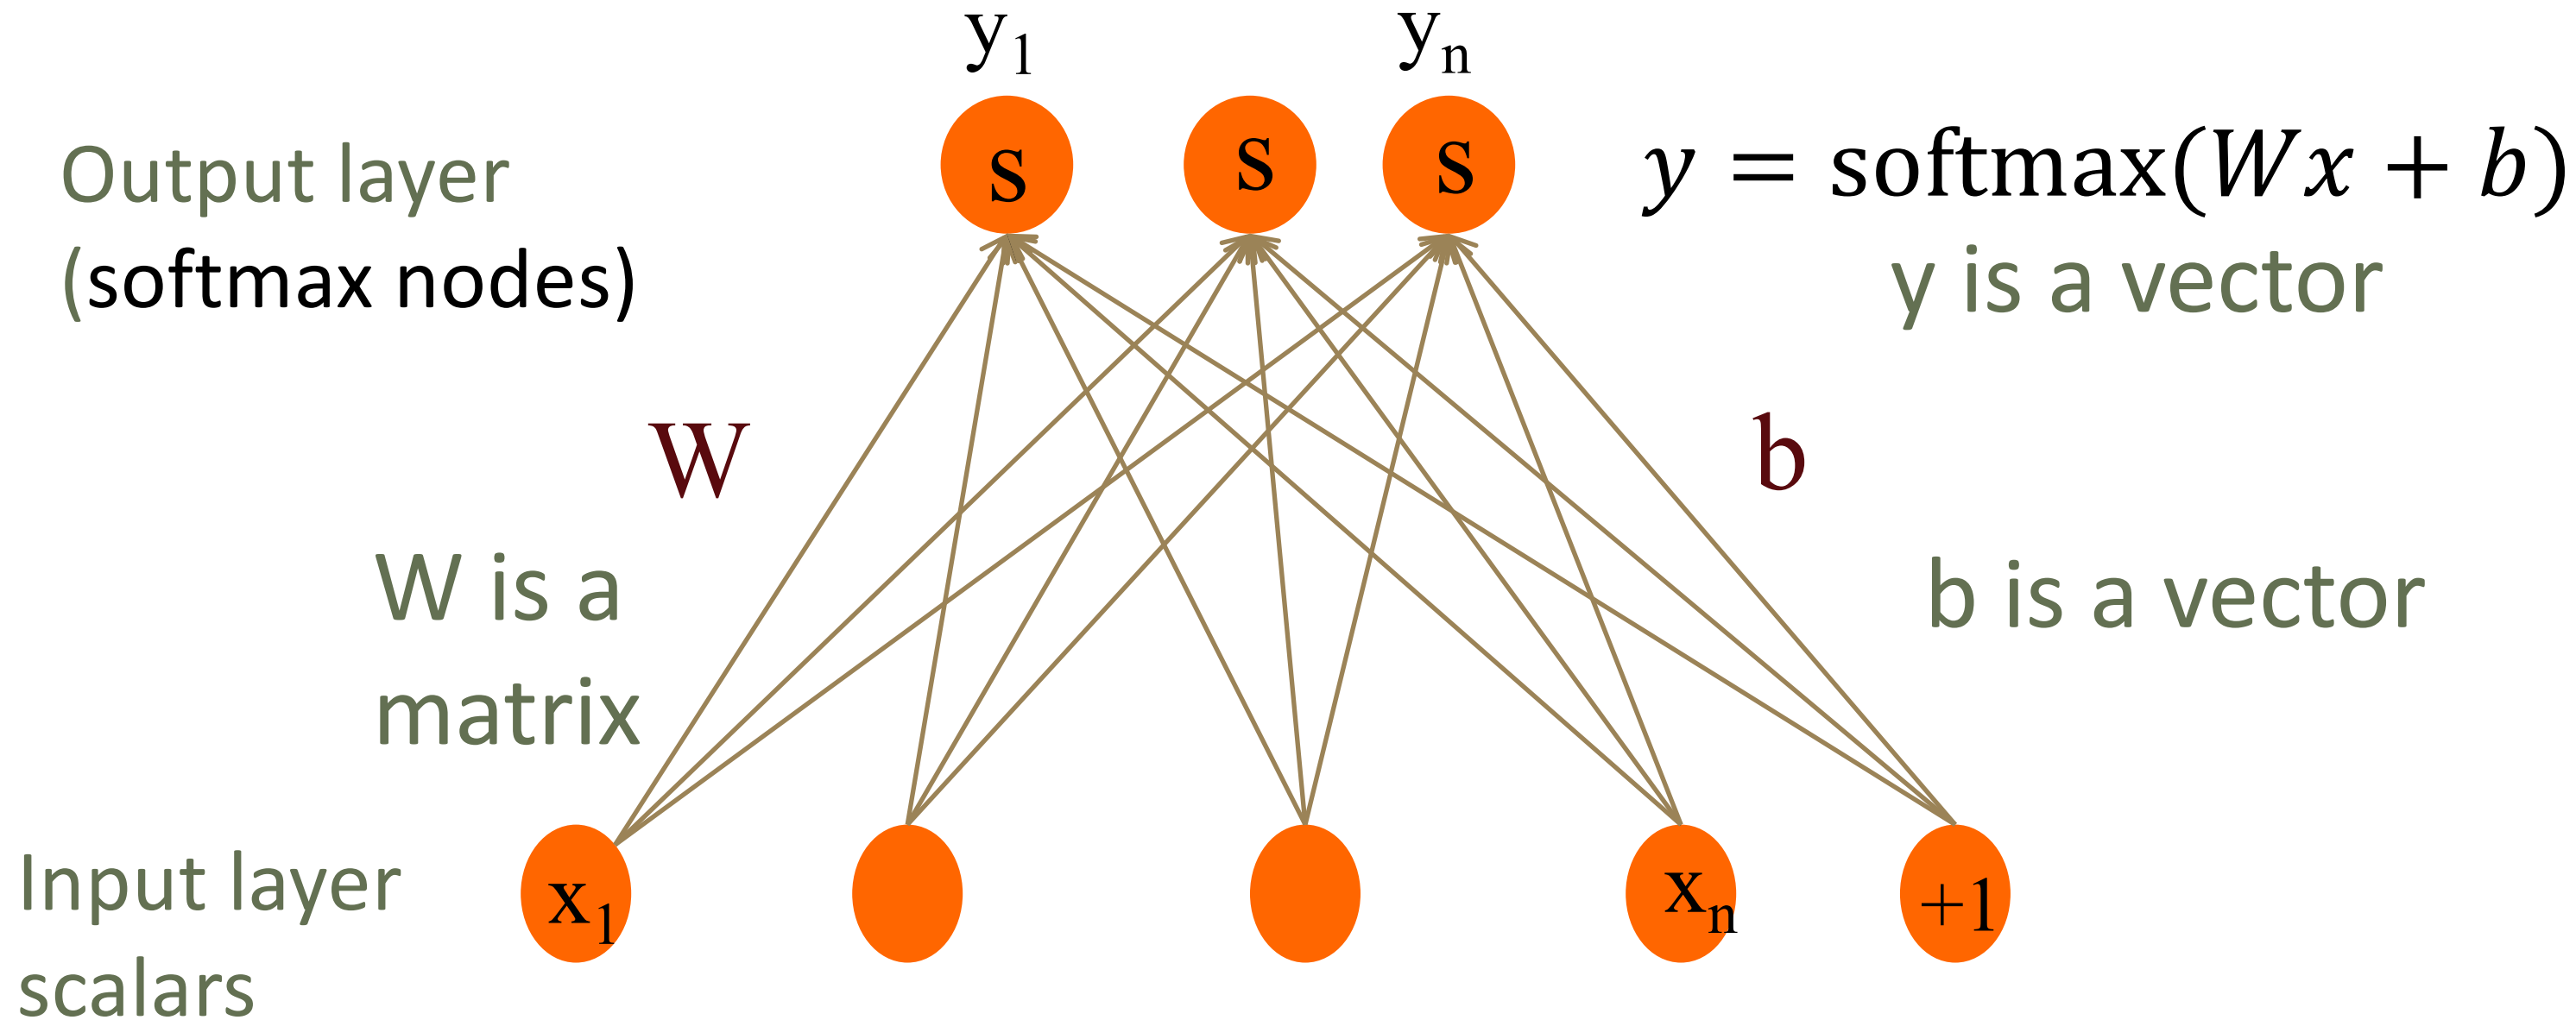 y₁ yₙ
Output layer
(softmax nodes)
s s s
y = softmax(Wx + b)
y is a vector
W b
W is a
matrix
b is a vector
Input layer
scalars
x₁ xₙ +1